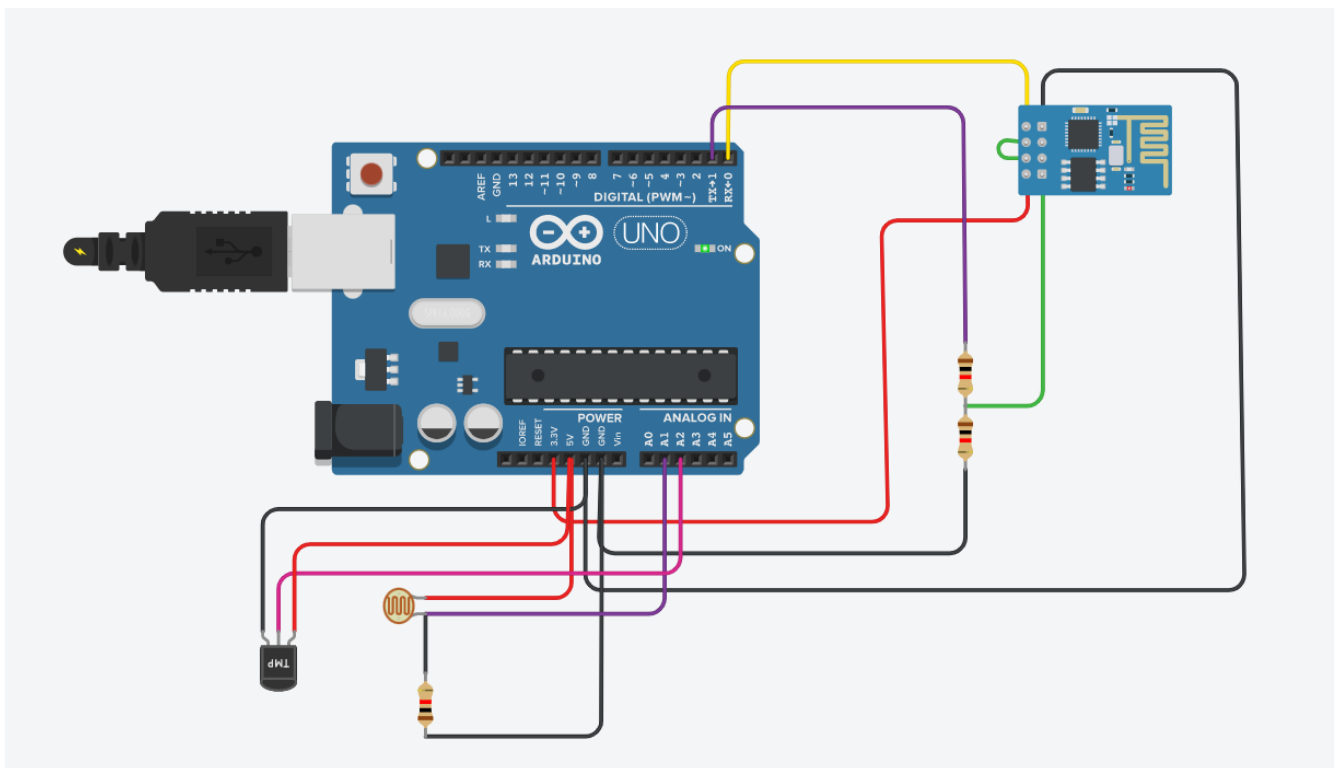 AREF
GND
13
12
~11
~10
~9
8
7
~6
~5
4
~3
2
TX→1
RX←0
DIGITAL (PWM~)
L
TX
RX
UNO
ARDUINO
ON
POWER
ANALOG IN
IOREF
RESET
3.3V
5V
GND
GND
Vin
A0
A1
A2
A3
A4
A5
TMP